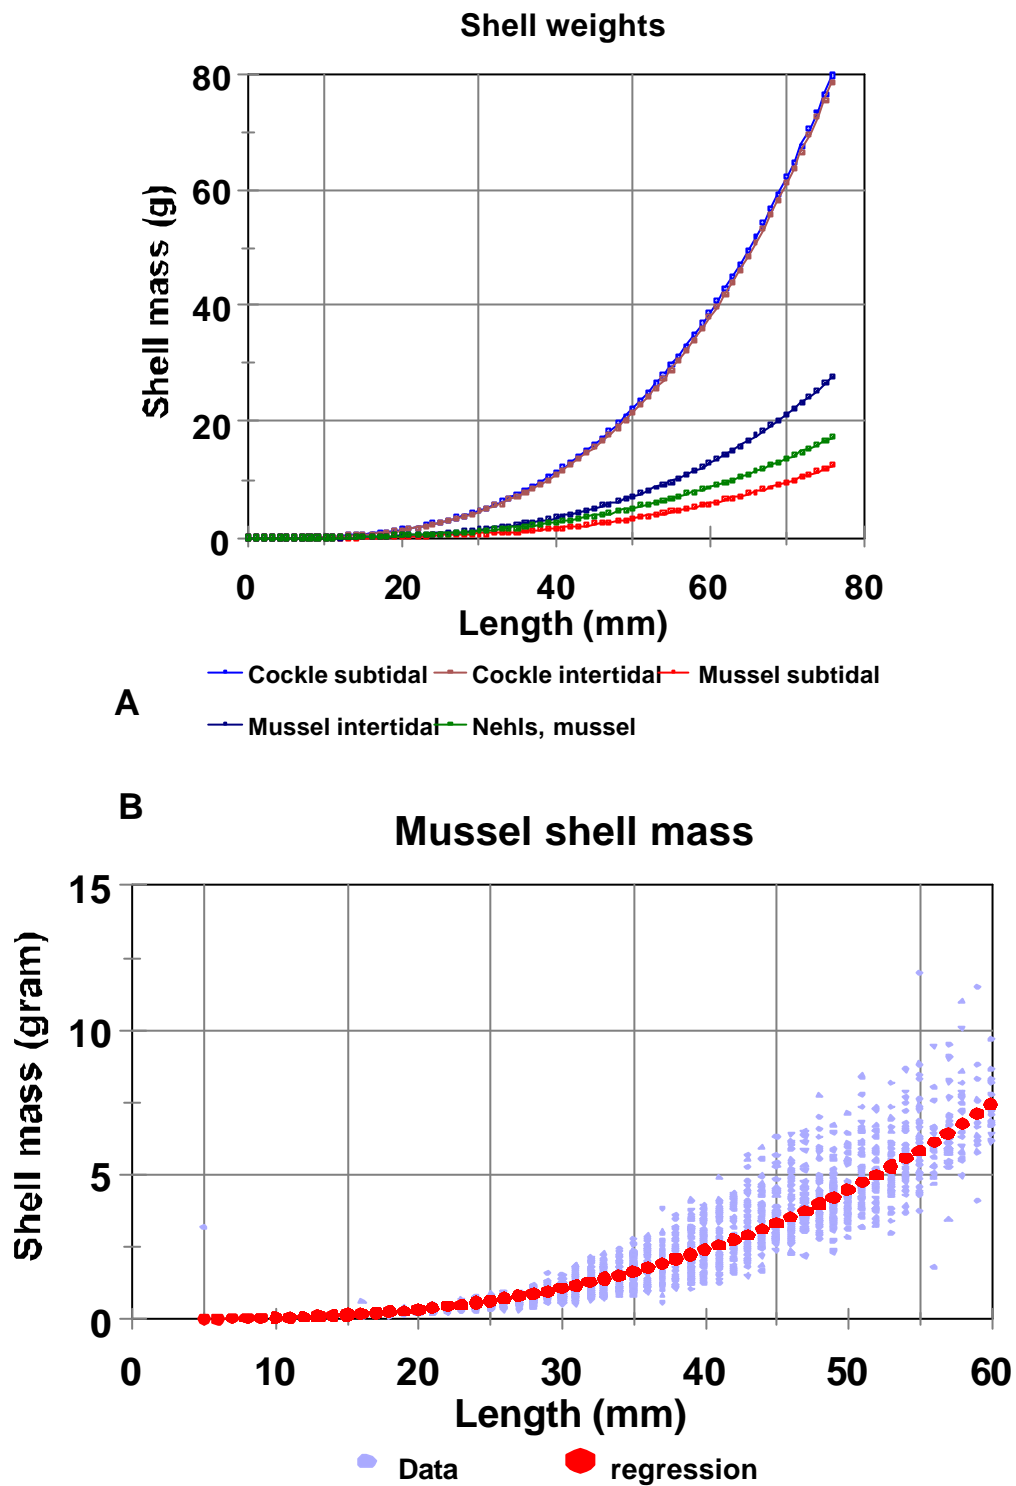 Shell weights
80
60
40
20
0
Shell mass (g)
0 20 40 60 80
Length (mm)
Cockle subtidal Cockle intertidal Mussel subtidal
A
Mussel intertidal Nehls, mussel
B
Mussel shell mass
15
10
5
0
Shell mass (gram)
0 10 20 30 40 50 60
Length (mm)
Data regression